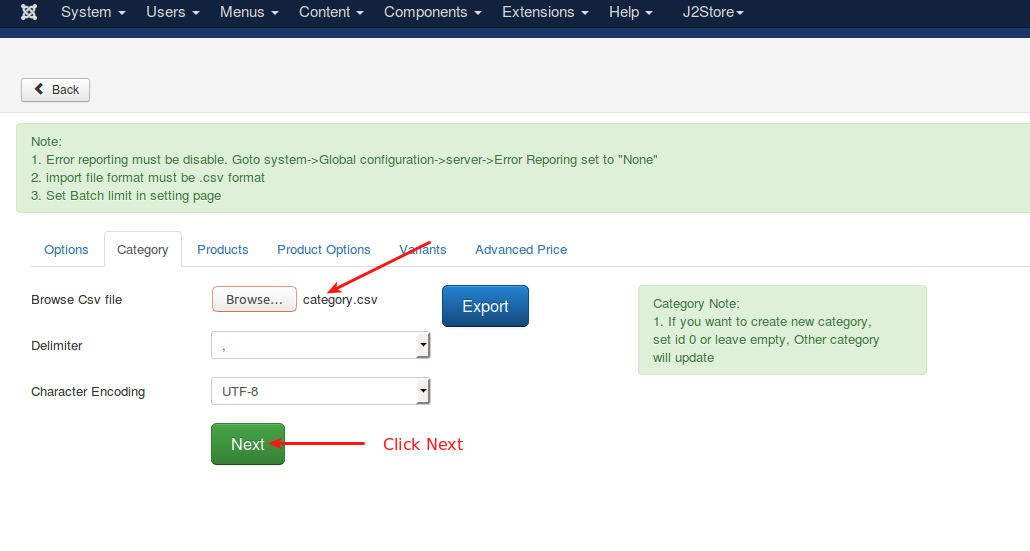 System Users Menus Content Components Extensions Help J2Store
Back
Note:
1. Error reporting must be disable. Goto system->Global configuration->server->Error Reporing set to "None"
2. import file format must be .csv format
3. Set Batch limit in setting page
Options Category Products Product Options Variants Advanced Price
Browse Csv file Browse... category.csv Export
Delimiter ,
Character Encoding UTF-8
Next Click Next
Category Note:
1. If you want to create new category,
set id 0 or leave empty, Other category
will update